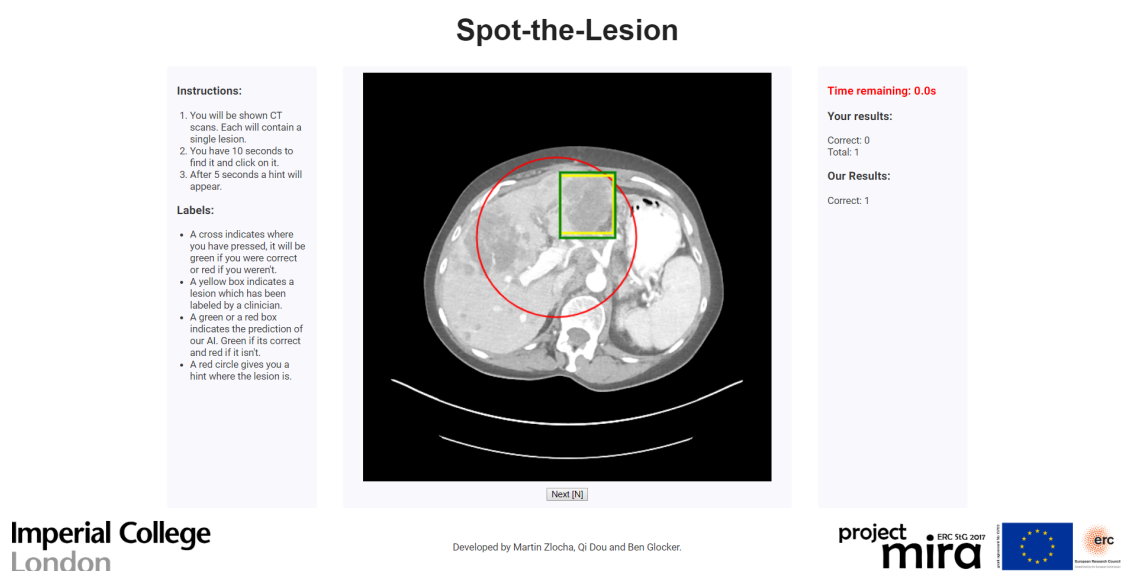 Spot-the-Lesion
Instructions:
1. You will be shown CT
scans. Each will contain a
single lesion.
2. You have 10 seconds to
find it and click on it.
3. After 5 seconds a hint will
appear.
Labels:
• A cross indicates where
you have pressed, it will be
green if you were correct
or red if you weren't.
• A yellow box indicates a
lesion which has been
labeled by a clinician.
• A green or a red box
indicates the prediction of
our AI. Green if its correct
and red if it isn't.
• A red circle gives you a
hint where the lesion is.
Next [N]
Time remaining: 0.0s
Your results:
Correct: 0
Total: 1
Our Results:
Correct: 1
Imperial College
London
Developed by Martin Zlocha, Qi Dou and Ben Glocker.
project
mira
ERC StG 2017
erc
European Research Council